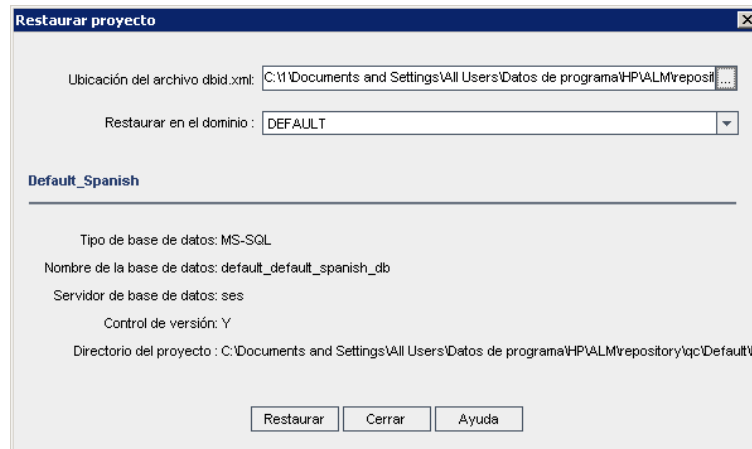 Restaurar proyecto
Ubicación del archivo dbid.xml: C:\1\Documents and Settings\All Users\Datos de programa\HP\ALM\reposit ...
Restaurar en el dominio : DEFAULT
Default_Spanish
Tipo de base de datos: MS-SQL
Nombre de la base de datos: default_default_spanish_db
Servidor de base de datos: ses
Control de versión: Y
Directorio del proyecto : C:\Documents and Settings\All Users\Datos de programa\HP\ALM\repository\qc\Default\
Restaurar Cerrar Ayuda